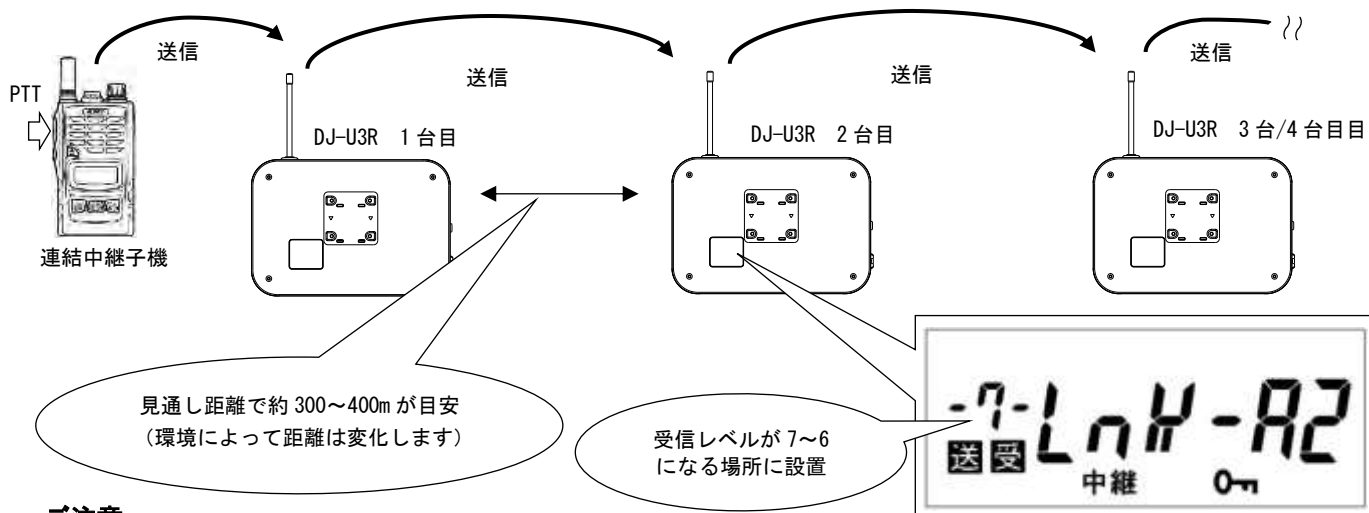 送信
送信
送信
送信
PTT
DJ-U3R 1台目
DJ-U3R 2台目
DJ-U3R 3台/4台目目
連結中継子機
見通し距離で約300～400mが目安
（環境によって距離は変化します）
受信レベルが7～6
になる場所に設置
-7-LnK-A2
送 受
中継